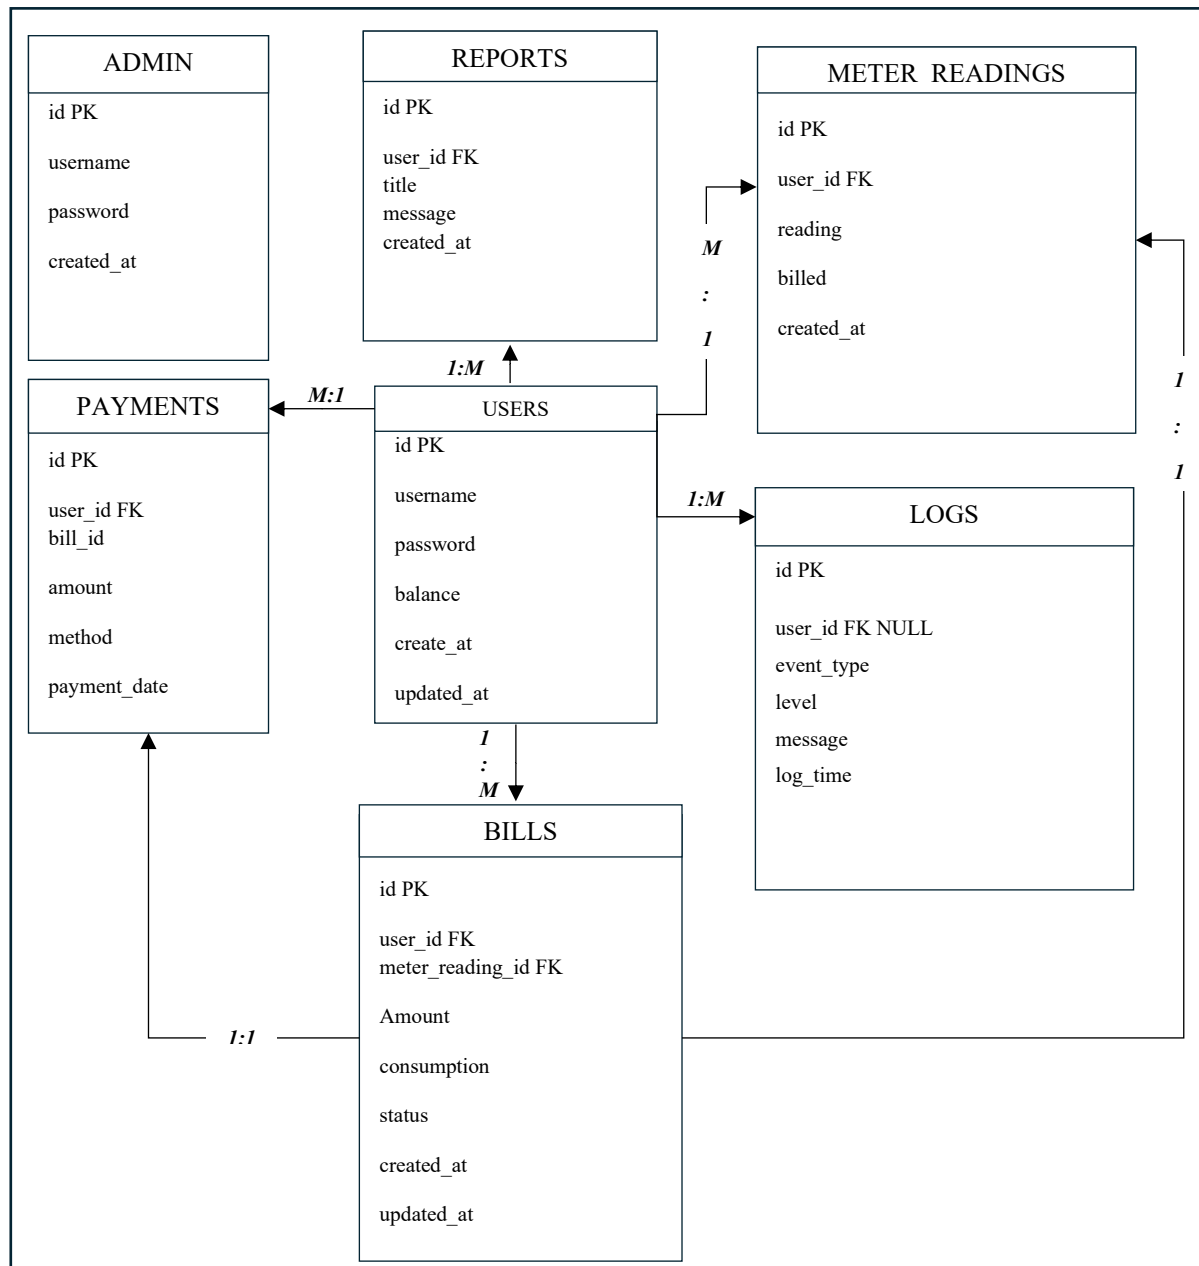 ADMIN
id PK
username
password
created_at
REPORTS
id PK
user_id FK
title
message
created_at
METER READINGS
id PK
user_id FK
reading
billed
created_at
M
:
1
1:M
M:1
1
:
1
PAYMENTS
id PK
user_id FK
bill_id
amount
method
payment_date
USERS
id PK
username
password
balance
create_at
updated_at
1:M
LOGS
id PK
user_id FK NULL
event_type
level
message
log_time
1
:
M
BILLS
id PK
user_id FK
meter_reading_id FK
Amount
consumption
status
created_at
updated_at
1:1